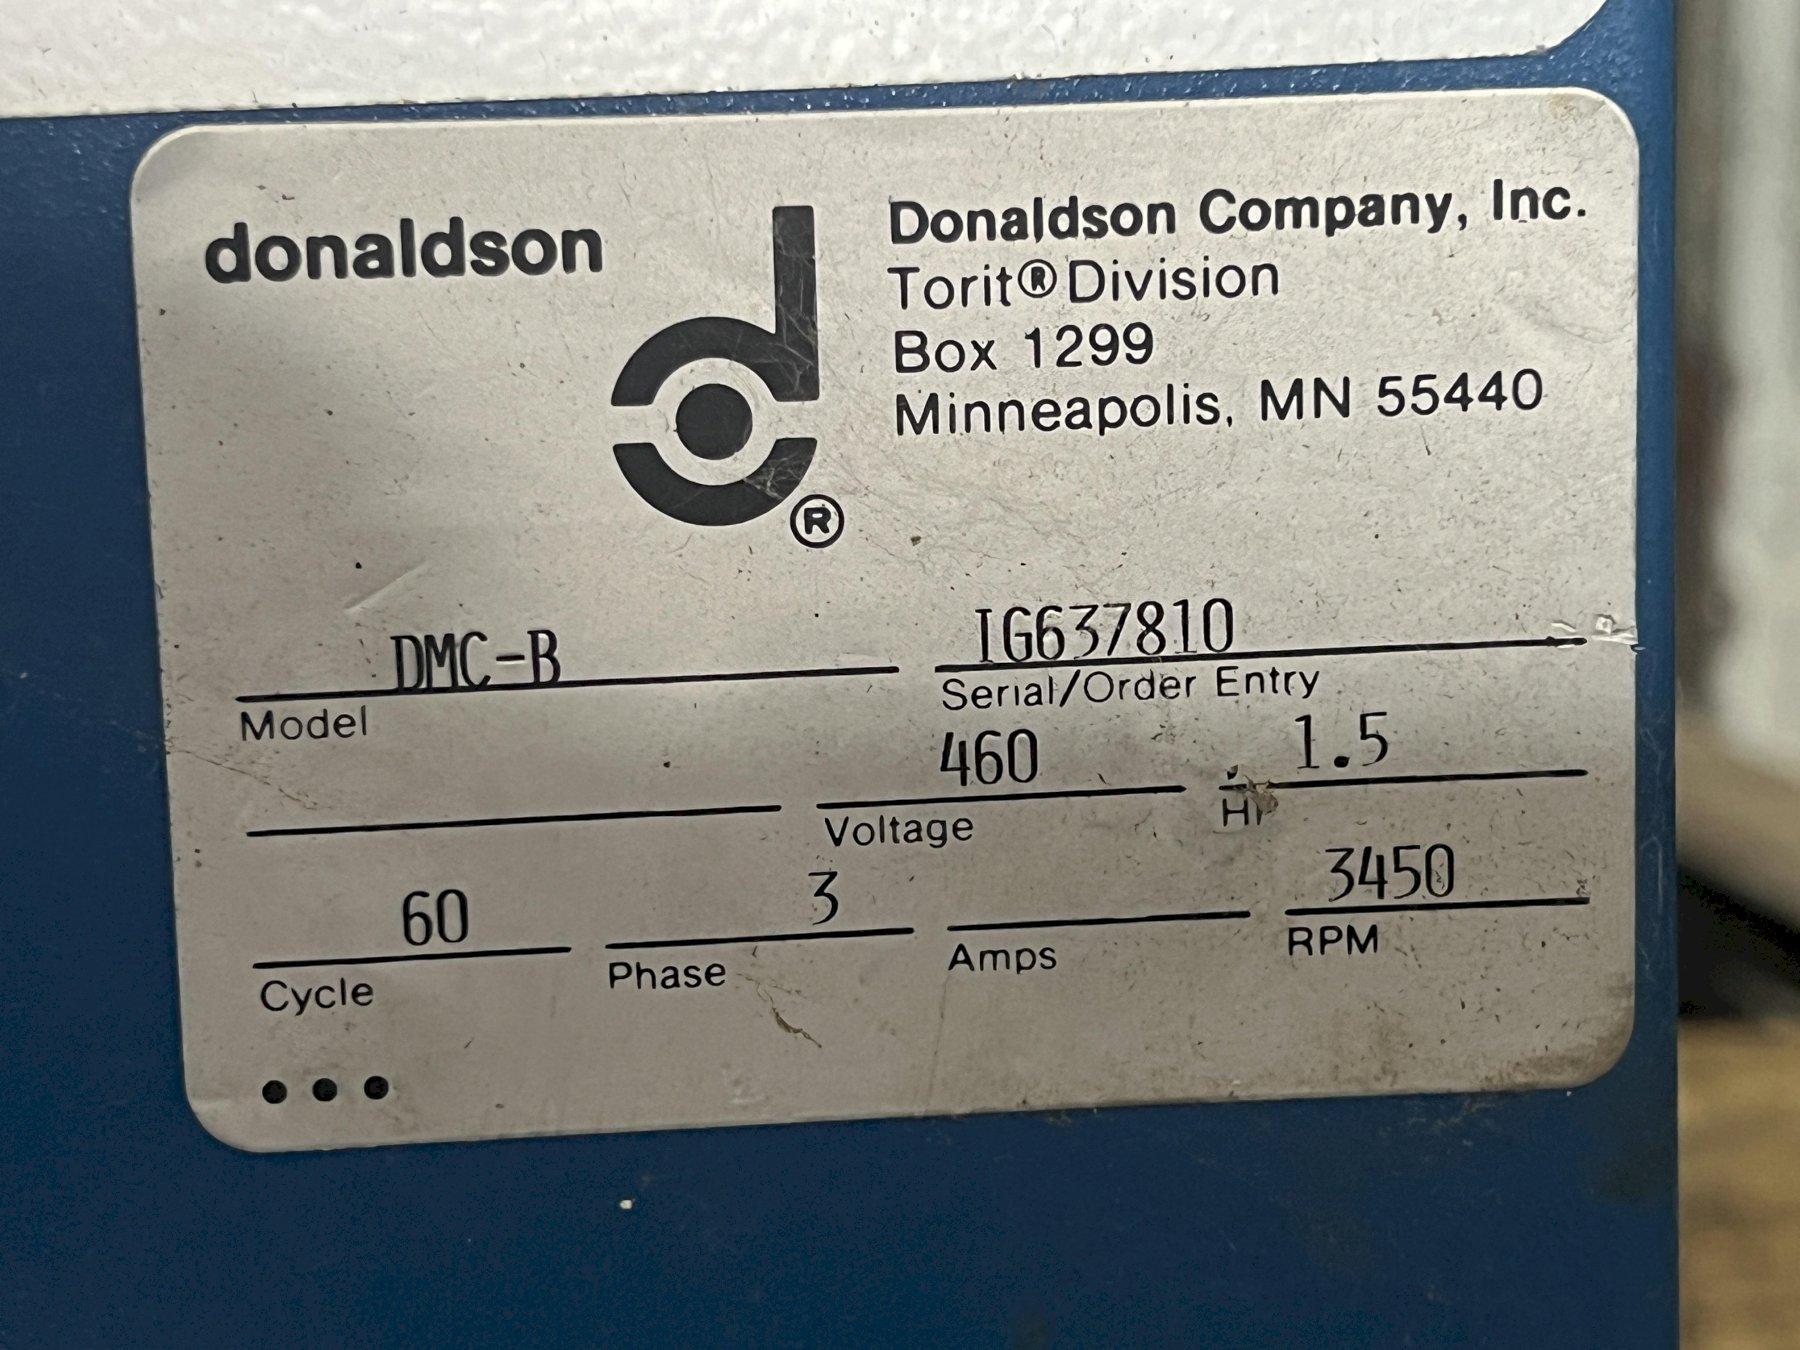 donaldson
Donaldson Company, Inc.
Torit® Division
Box 1299
Minneapolis, MN 55440
®
DMC-B
IG637810
Model
Serial/Order Entry
460
1.5
Voltage
HP
60
3
3450
Cycle
Phase
Amps
RPM